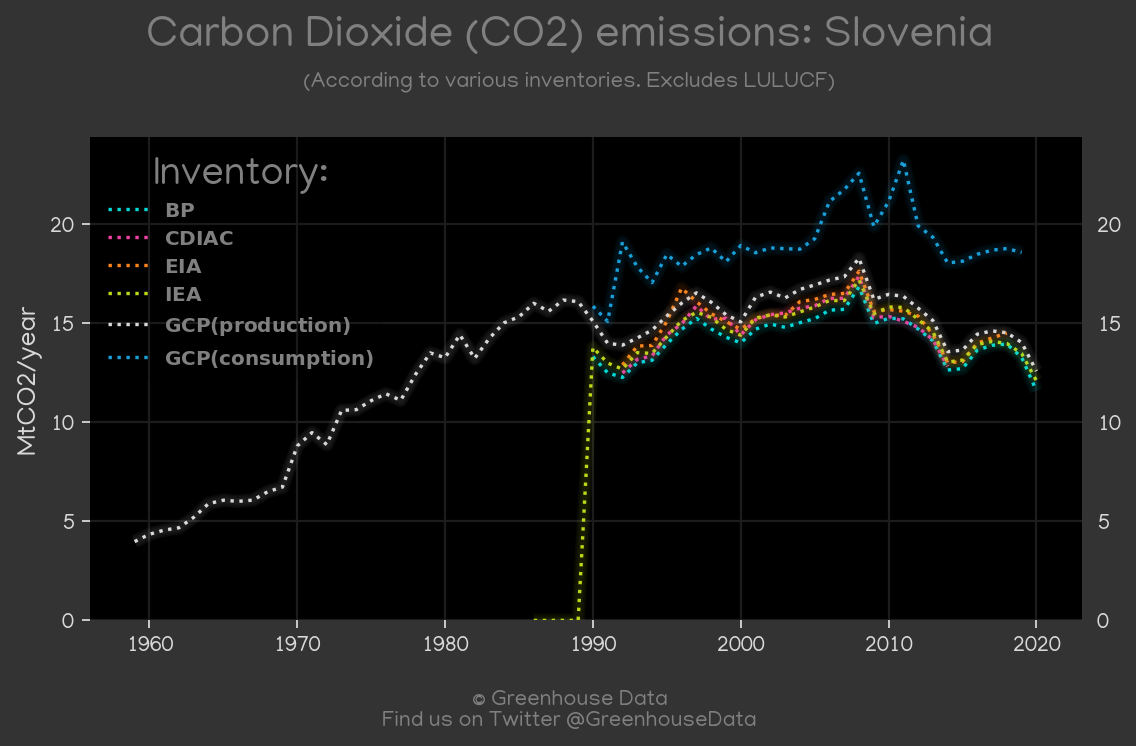 Carbon Dioxide (CO2) emissions: Slovenia
(According to various inventories. Excludes LULUCF)
Inventory:
BP
CDIAC
EIA
IEA
GCP(production)
GCP(consumption)
MtCO2/year
20
15
10
5
0
20
15
10
5
0
1960 1970 1980 1990 2000 2010 2020
© Greenhouse Data
Find us on Twitter @GreenhouseData